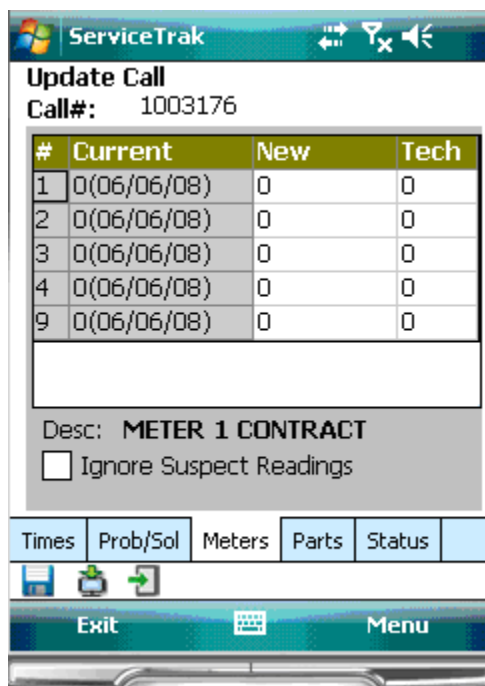 ServiceTrak
Update Call
Call#: 1003176
# Current New Tech
1 0(06/06/08) 0 0
2 0(06/06/08) 0 0
3 0(06/06/08) 0 0
4 0(06/06/08) 0 0
9 0(06/06/08) 0 0
Desc: METER 1 CONTRACT
Ignore Suspect Readings
Times Prob/Sol Meters Parts Status
Exit Menu